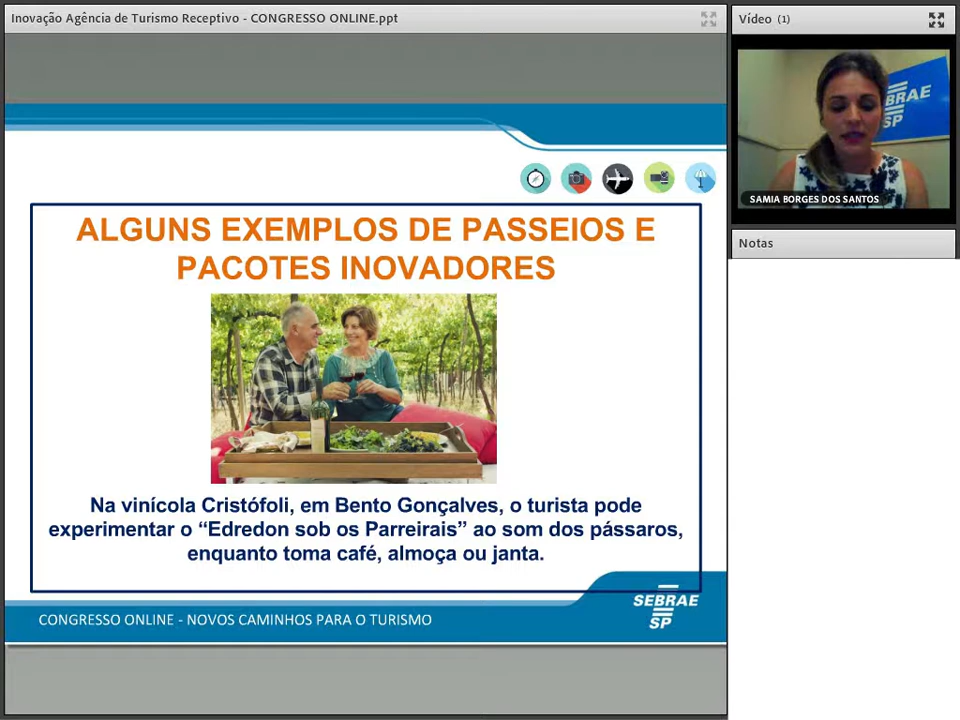 Inovação Agência de Turismo Receptivo - CONGRESSO ONLINE.ppt
Vídeo (1)
SEBRAE
SP
SAMIA BORGES DOS SANTOS
Notas
ALGUNS EXEMPLOS DE PASSEIOS E
PACOTES INOVADORES
Na vinícola Cristófoli, em Bento Gonçalves, o turista pode
experimentar o “Edredon sob os Parreirais” ao som dos pássaros,
enquanto toma café, almoça ou janta.
CONGRESSO ONLINE - NOVOS CAMINHOS PARA O TURISMO
SEBRAE
SP